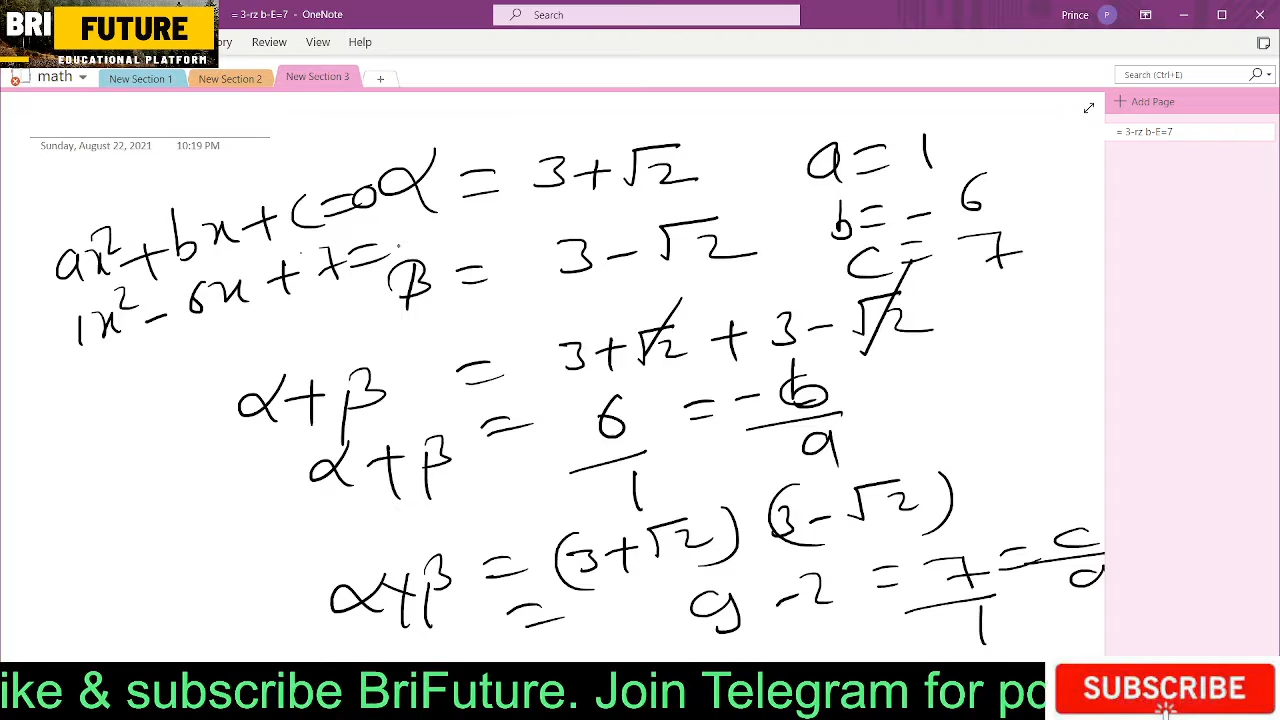 BRI
FUTURE
EDUCATIONAL PLATFORM
= 3-rz b-E=7 - OneNote
Search
Prince P
Review View Help
math
New Section 1
New Section 2
New Section 3
+
Search (Ctrl+E)
+ Add Page
= 3-rz b-E=7
Sunday, August 22, 2021 10:19 PM
ax² + bx + c = 0
1x² - 6x + 7 =
α = 3 + √2
β = 3 - √2
a = 1
b = - 6
c = 7
α + β = 3 + √2 + 3 - √2
α + β = 6/1 = -b/a
α + β = (3 + √2) (3 - √2)
= 9 - 2 = 7/1 = c/a
ike & subscribe BriFuture. Join Telegram for po
SUBSCRIBE